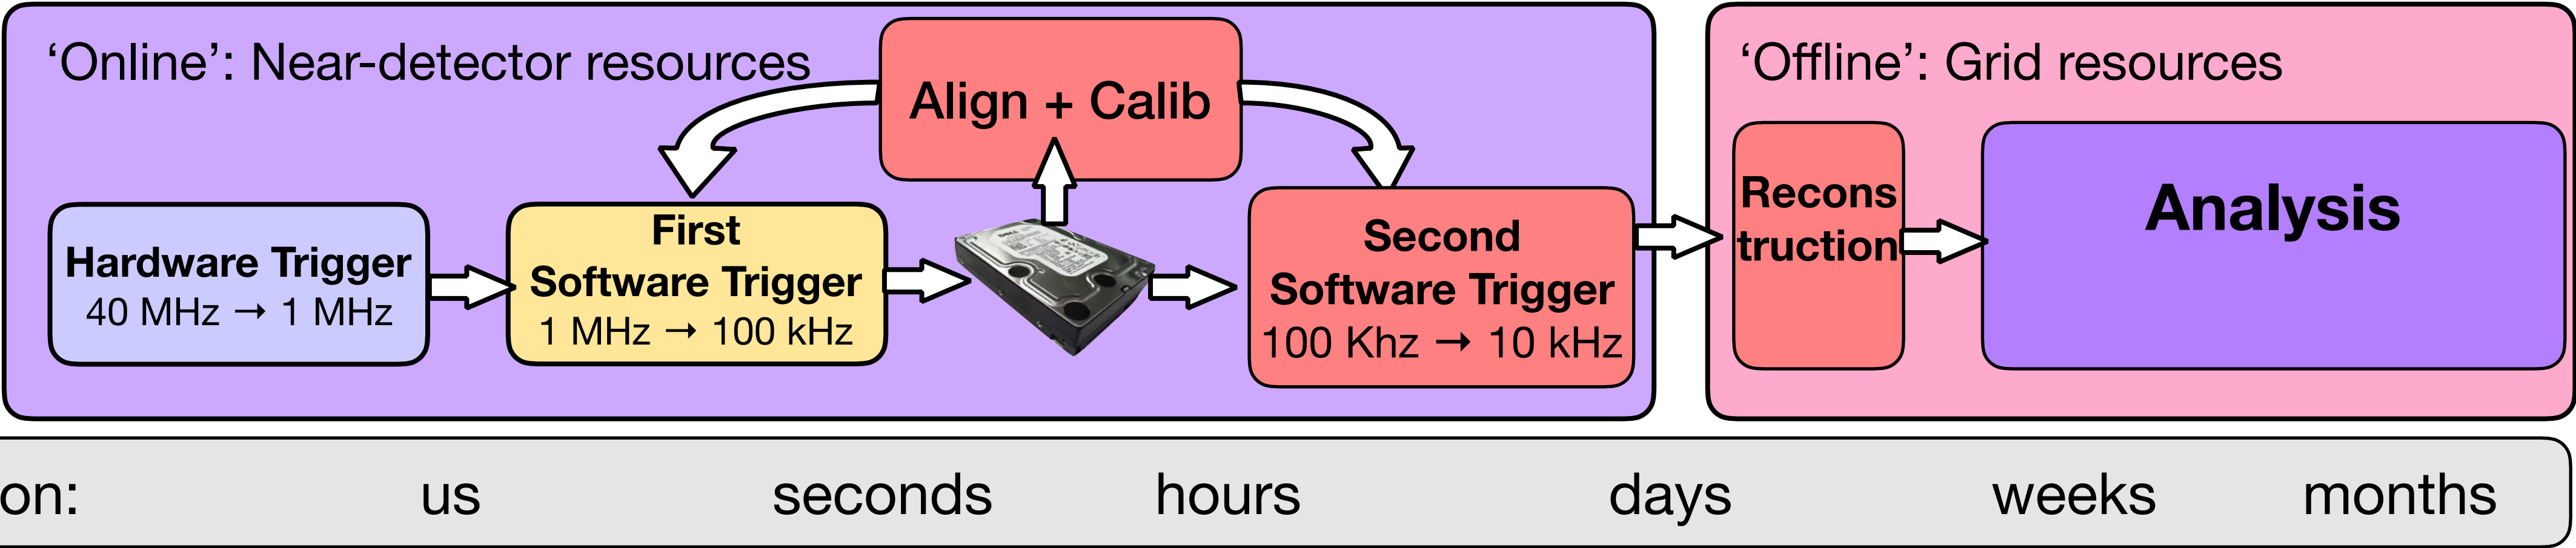 ‘Online’: Near-detector resources
Align + Calib
Hardware Trigger
40 MHz → 1 MHz
First
Software Trigger
1 MHz → 100 kHz
DELL
Second
Software Trigger
100 Khz → 10 kHz
‘Offline’: Grid resources
Recons
truction
Analysis
on:
us
seconds
hours
days
weeks
months